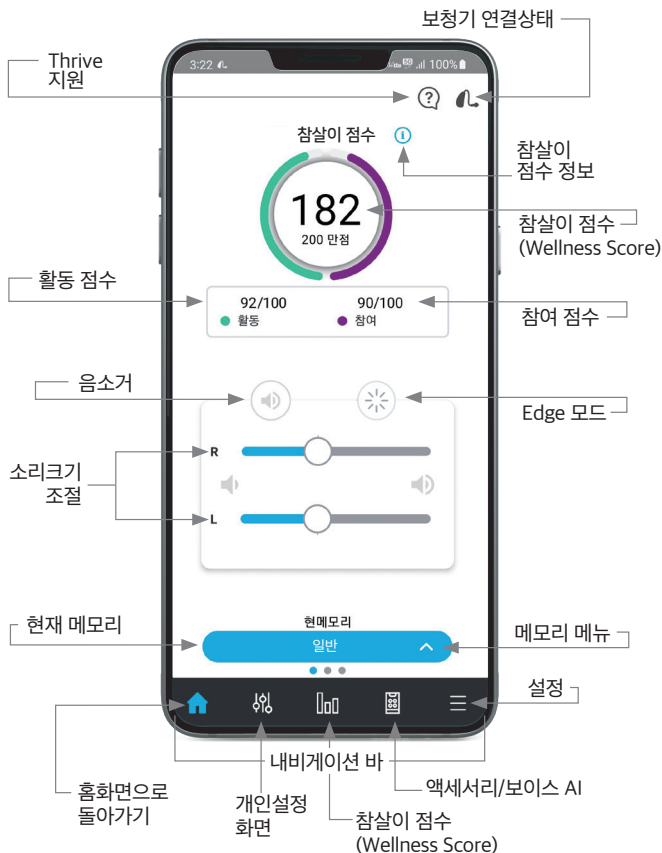 보청기 연결상태
Thrive
지원
3:22
5G
100%
참살이 점수
참살이
점수 정보
182
200 만점
참살이 점수
(Wellness Score)
활동 점수
92/100
활동
90/100
참여
참여 점수
음소거
Edge 모드
R
소리크기
조절
L
현재 메모리
현메모리
일반
메모리 메뉴
설정
내비게이션 바
홈화면으로
돌아가기
개인설정
화면
참살이 점수
(Wellness Score)
액세서리/보이스 AI